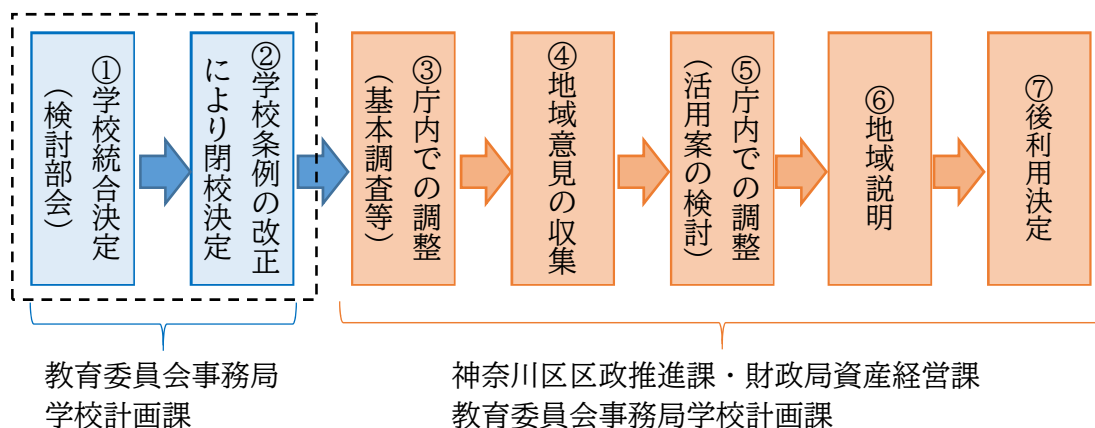 ①学校統合決定
（検討部会）
②学校条例の改正
により閉校決定
③庁内での調整
（基本調査等）
④地域意見の収集
⑤庁内での調整
（活用案の検討）
⑥地域説明
⑦後利用決定
教育委員会事務局
学校計画課
神奈川区区政推進課・財政局資産経営課
教育委員会事務局学校計画課